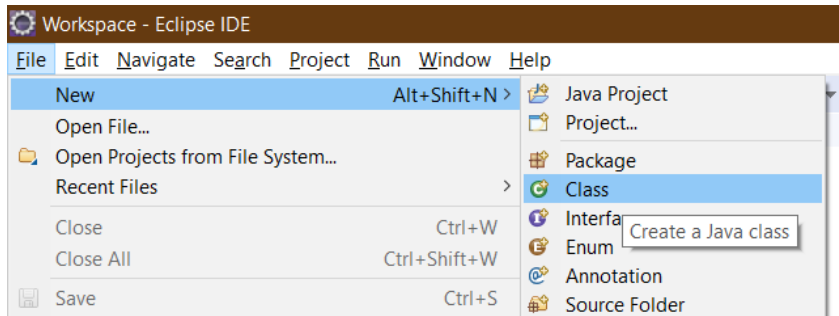 Workspace - Eclipse IDE
File Edit Navigate Search Project Run Window Help
New Alt+Shift+N >
Open File...
Open Projects from File System...
Recent Files >
Close Ctrl+W
Close All Ctrl+Shift+W
Save Ctrl+S
Java Project
Project...
Package
Class
Interfa
Create a Java class
Enum
Annotation
Source Folder